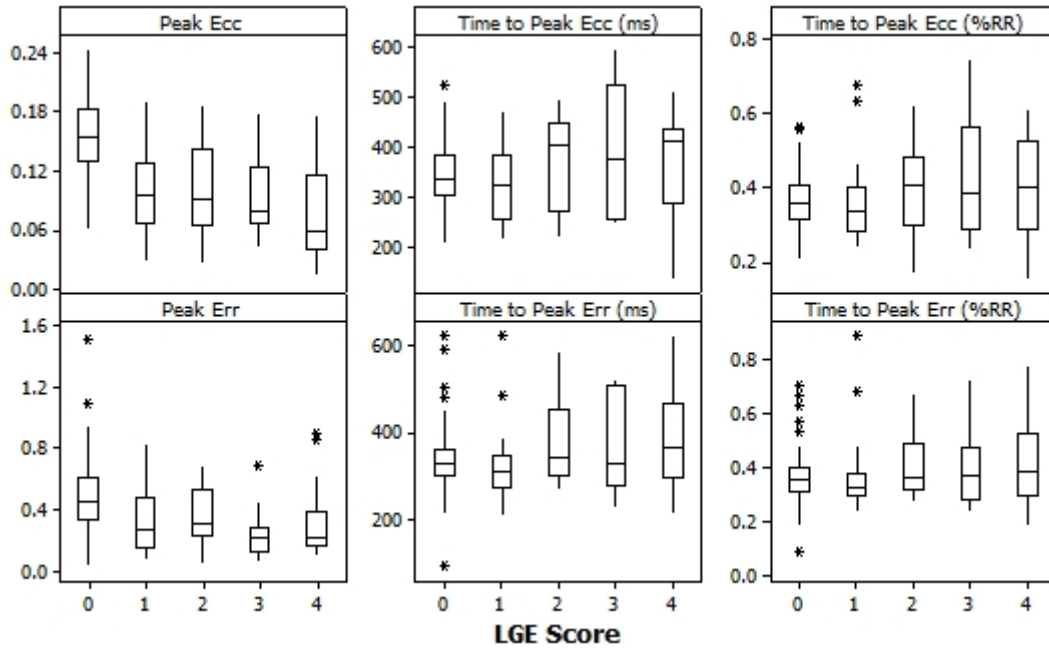 Peak Ecc
Time to Peak Ecc (ms)
Time to Peak Ecc (%RR)
0.24
0.18
0.12
0.06
0.00
600
500
400
300
200
0.8
0.6
0.4
0.2
Peak Err
Time to Peak Err (ms)
Time to Peak Err (%RR)
1.6
1.2
0.8
0.4
0.0
600
400
200
0.8
0.6
0.4
0.2
0.0
0 1 2 3 4
0 1 2 3 4
0 1 2 3 4
LGE Score